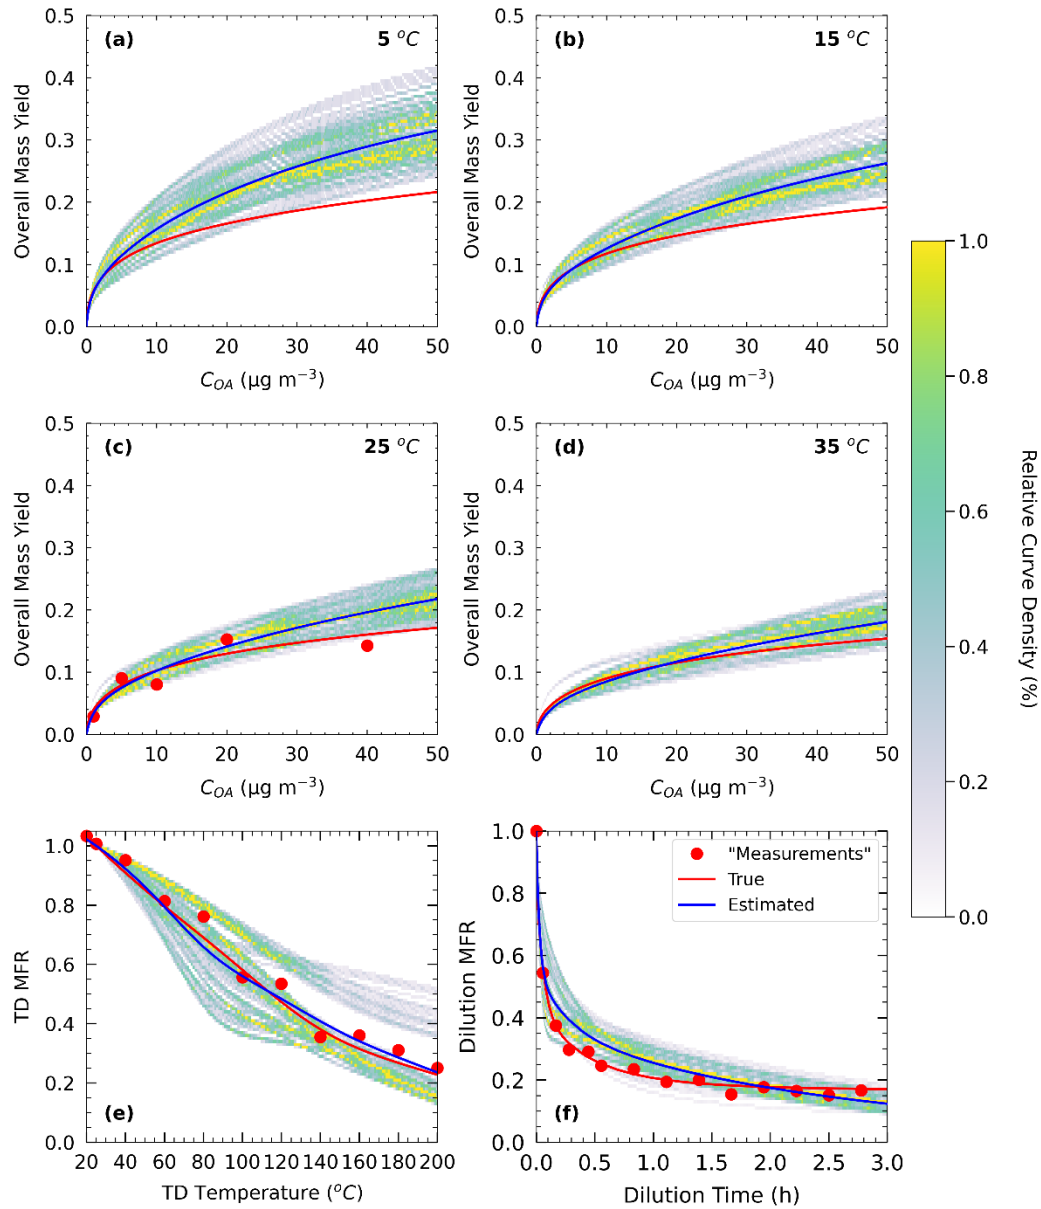 (a) 5 °C
0.5
0.4
0.3
0.2
0.1
0.0
Overall Mass Yield
0 10 20 30 40 50
C_OA (µg m⁻³)
(b) 15 °C
0.5
0.4
0.3
0.2
0.1
0.0
Overall Mass Yield
0 10 20 30 40 50
C_OA (µg m⁻³)
(c) 25 °C
0.5
0.4
0.3
0.2
0.1
0.0
Overall Mass Yield
0 10 20 30 40 50
C_OA (µg m⁻³)
(d) 35 °C
0.5
0.4
0.3
0.2
0.1
0.0
Overall Mass Yield
0 10 20 30 40 50
C_OA (µg m⁻³)
1.0
0.8
0.6
0.4
0.2
0.0
Relative Curve Density (%)
(e)
1.0
0.8
0.6
0.4
0.2
0.0
TD MFR
20 40 60 80 100 120 140 160 180 200
TD Temperature (°C)
(f)
1.0
0.8
0.6
0.4
0.2
0.0
Dilution MFR
"Measurements"
True
Estimated
0.0 0.5 1.0 1.5 2.0 2.5 3.0
Dilution Time (h)